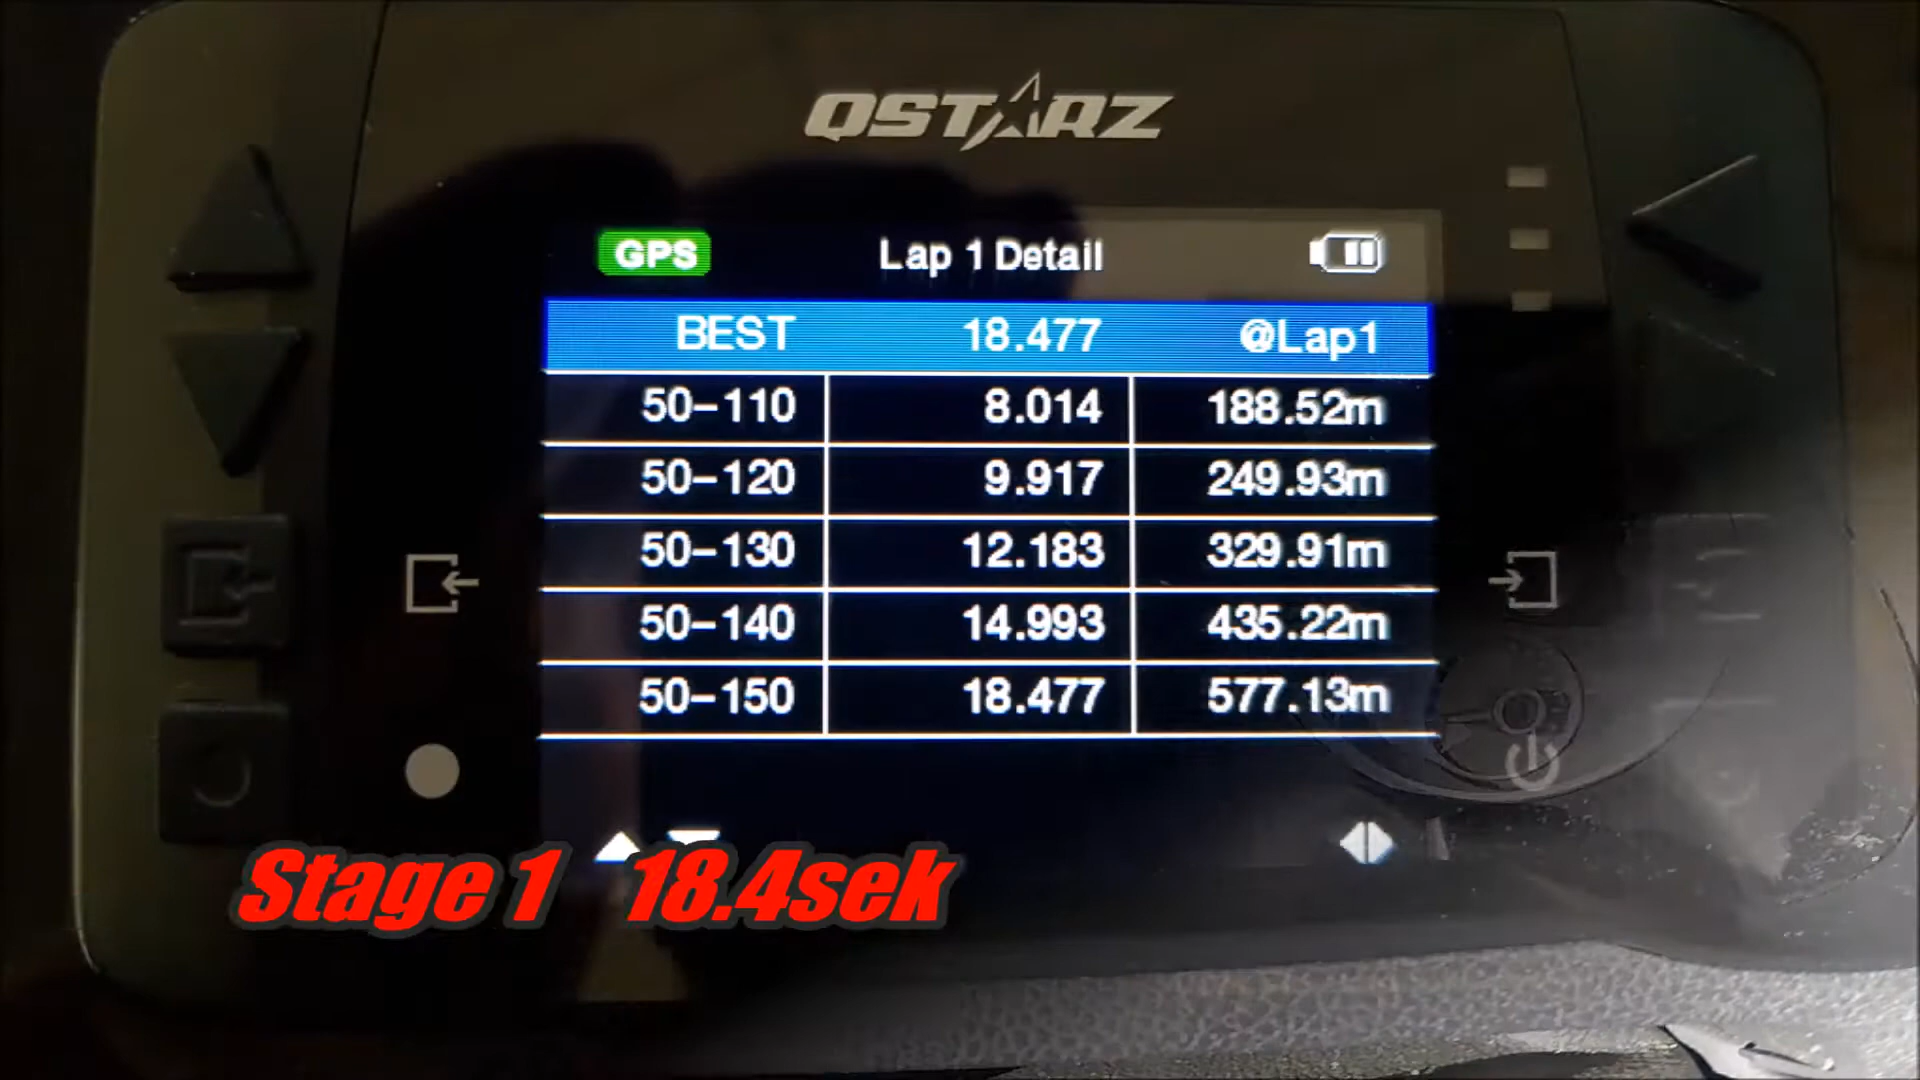 QSTARZ
GPS Lap 1 Detail
BEST 18.477 @Lap1
50-110 8.014 188.52m
50-120 9.917 249.93m
50-130 12.183 329.91m
50-140 14.993 435.22m
50-150 18.477 577.13m
Stage 1 18.4sek